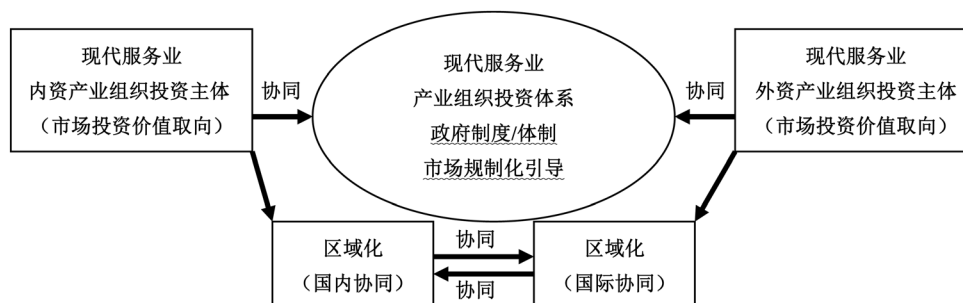 现代服务业
内资产业组织投资主体
（市场投资价值取向）
协同
现代服务业
产业组织投资体系
政府制度/体制
市场规制化引导
协同
现代服务业
外资产业组织投资主体
（市场投资价值取向）
区域化
（国内协同）
协同
协同
区域化
（国际协同）